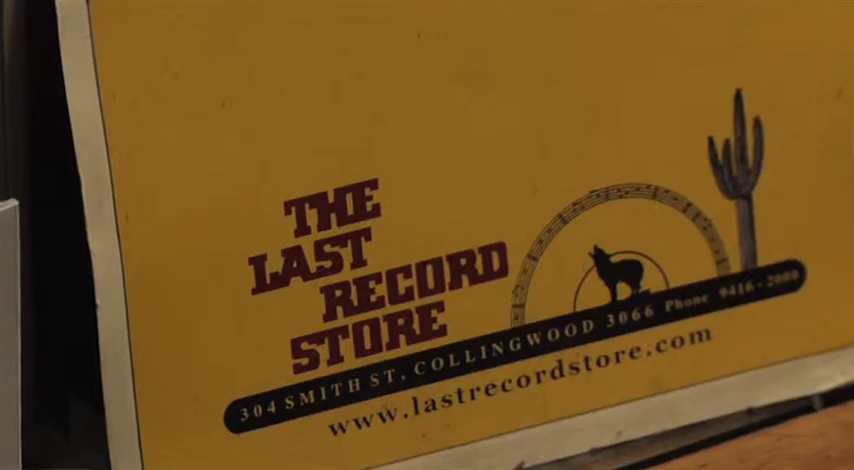 THE
LAST
RECORD
STORE
304 SMITH ST, COLLINGWOOD 3066 Phone 9416-2000
www.lastrecordstore.com